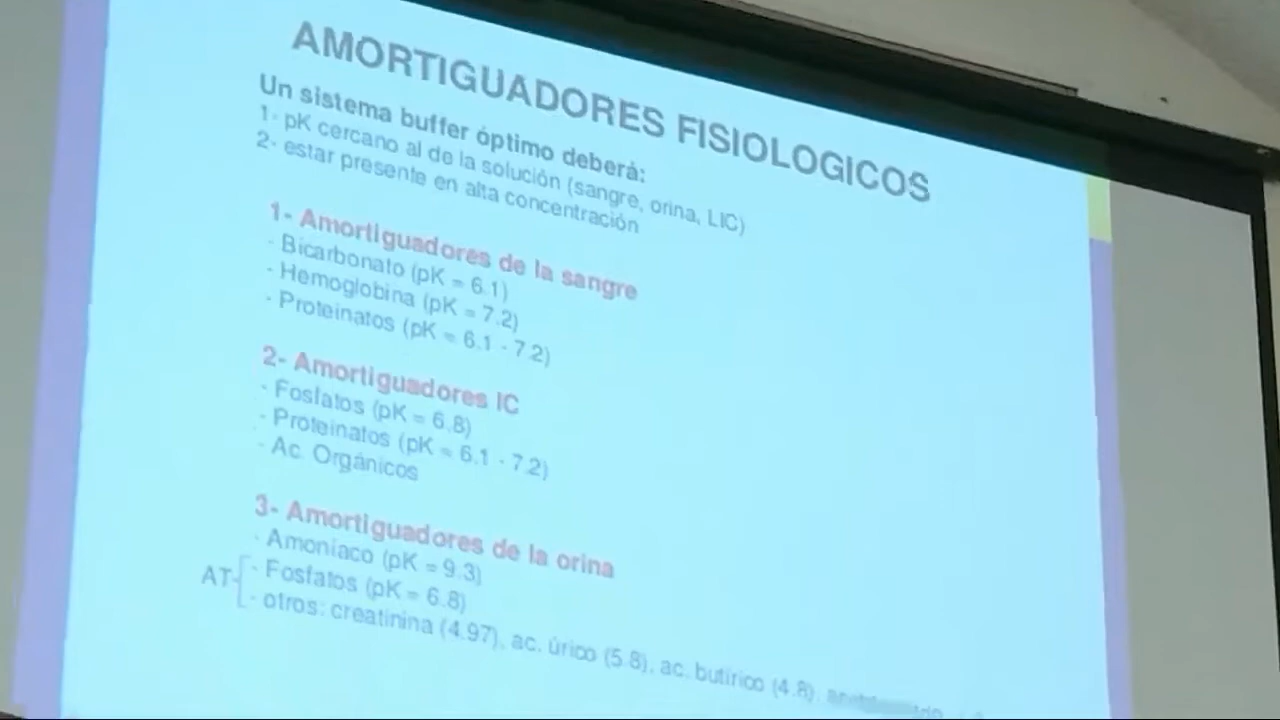 AMORTIGUADORES FISIOLOGICOS
Un sistema buffer óptimo deberá:
1- pK cercano al de la solución (sangre, orina, LIC)
2- estar presente en alta concentración
1- Amortiguadores de la sangre
- Bicarbonato (pK = 6.1)
- Hemoglobina (pK = 7.2)
- Proteinatos (pK = 6.1 - 7.2)
2- Amortiguadores IC
- Fosfatos (pK = 6.8)
- Proteinatos (pK = 6.1 - 7.2)
- Ac. Orgánicos
3- Amortiguadores de la orina
- Amoníaco (pK = 9.3)
AT
- Fosfatos (pK = 6.8)
- otros: creatinina (4.97), ac. úrico (5.8), ac. butírico (4.8),